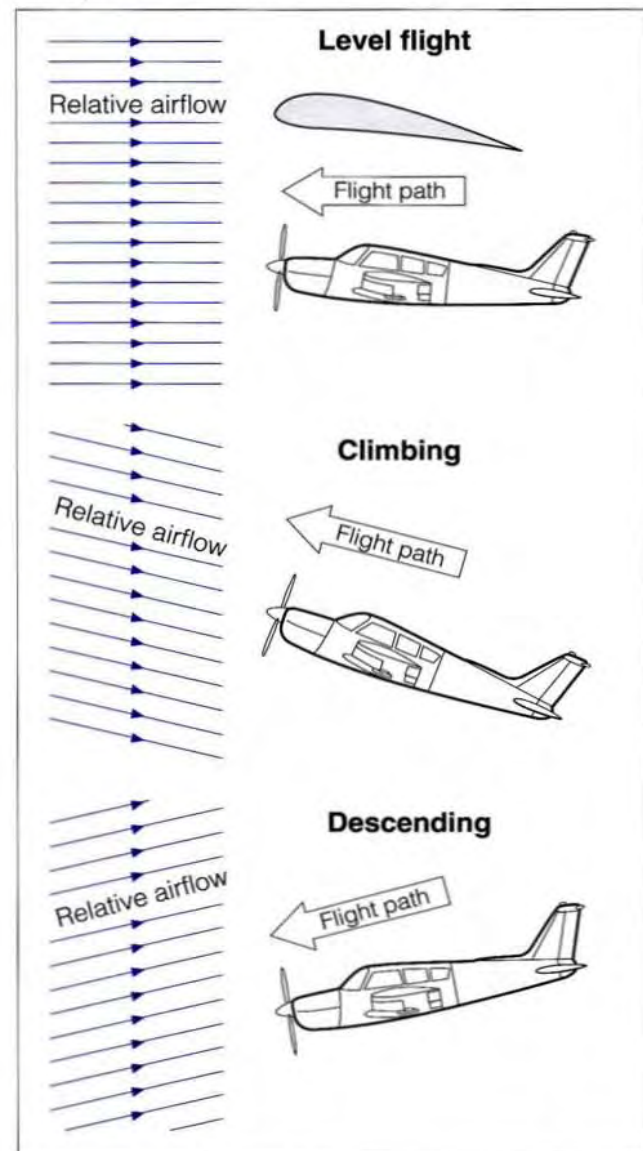 Level flight
Relative airflow
Flight path
Climbing
Relative airflow
Flight path
Descending
Relative airflow
Flight path